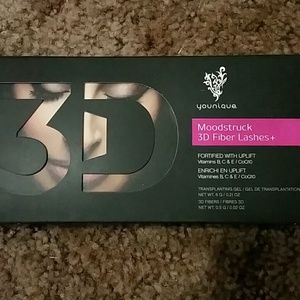 3D
younique
Moodstruck
3D Fiber Lashes+
FORTIFIED WITH UPLIFT
Vitamins B, C & E / CoQ10
ENRICHI EN UPLIFT
Vitamines B, C & E / CoQ10
TRANSPLANTING GEL / GEL DE TRANSPLANTATION
NET WT. 6 G / 0.21 OZ
3D FIBERS / FIBRES 3D
NET WT. 0.5 G / 0.02 OZ